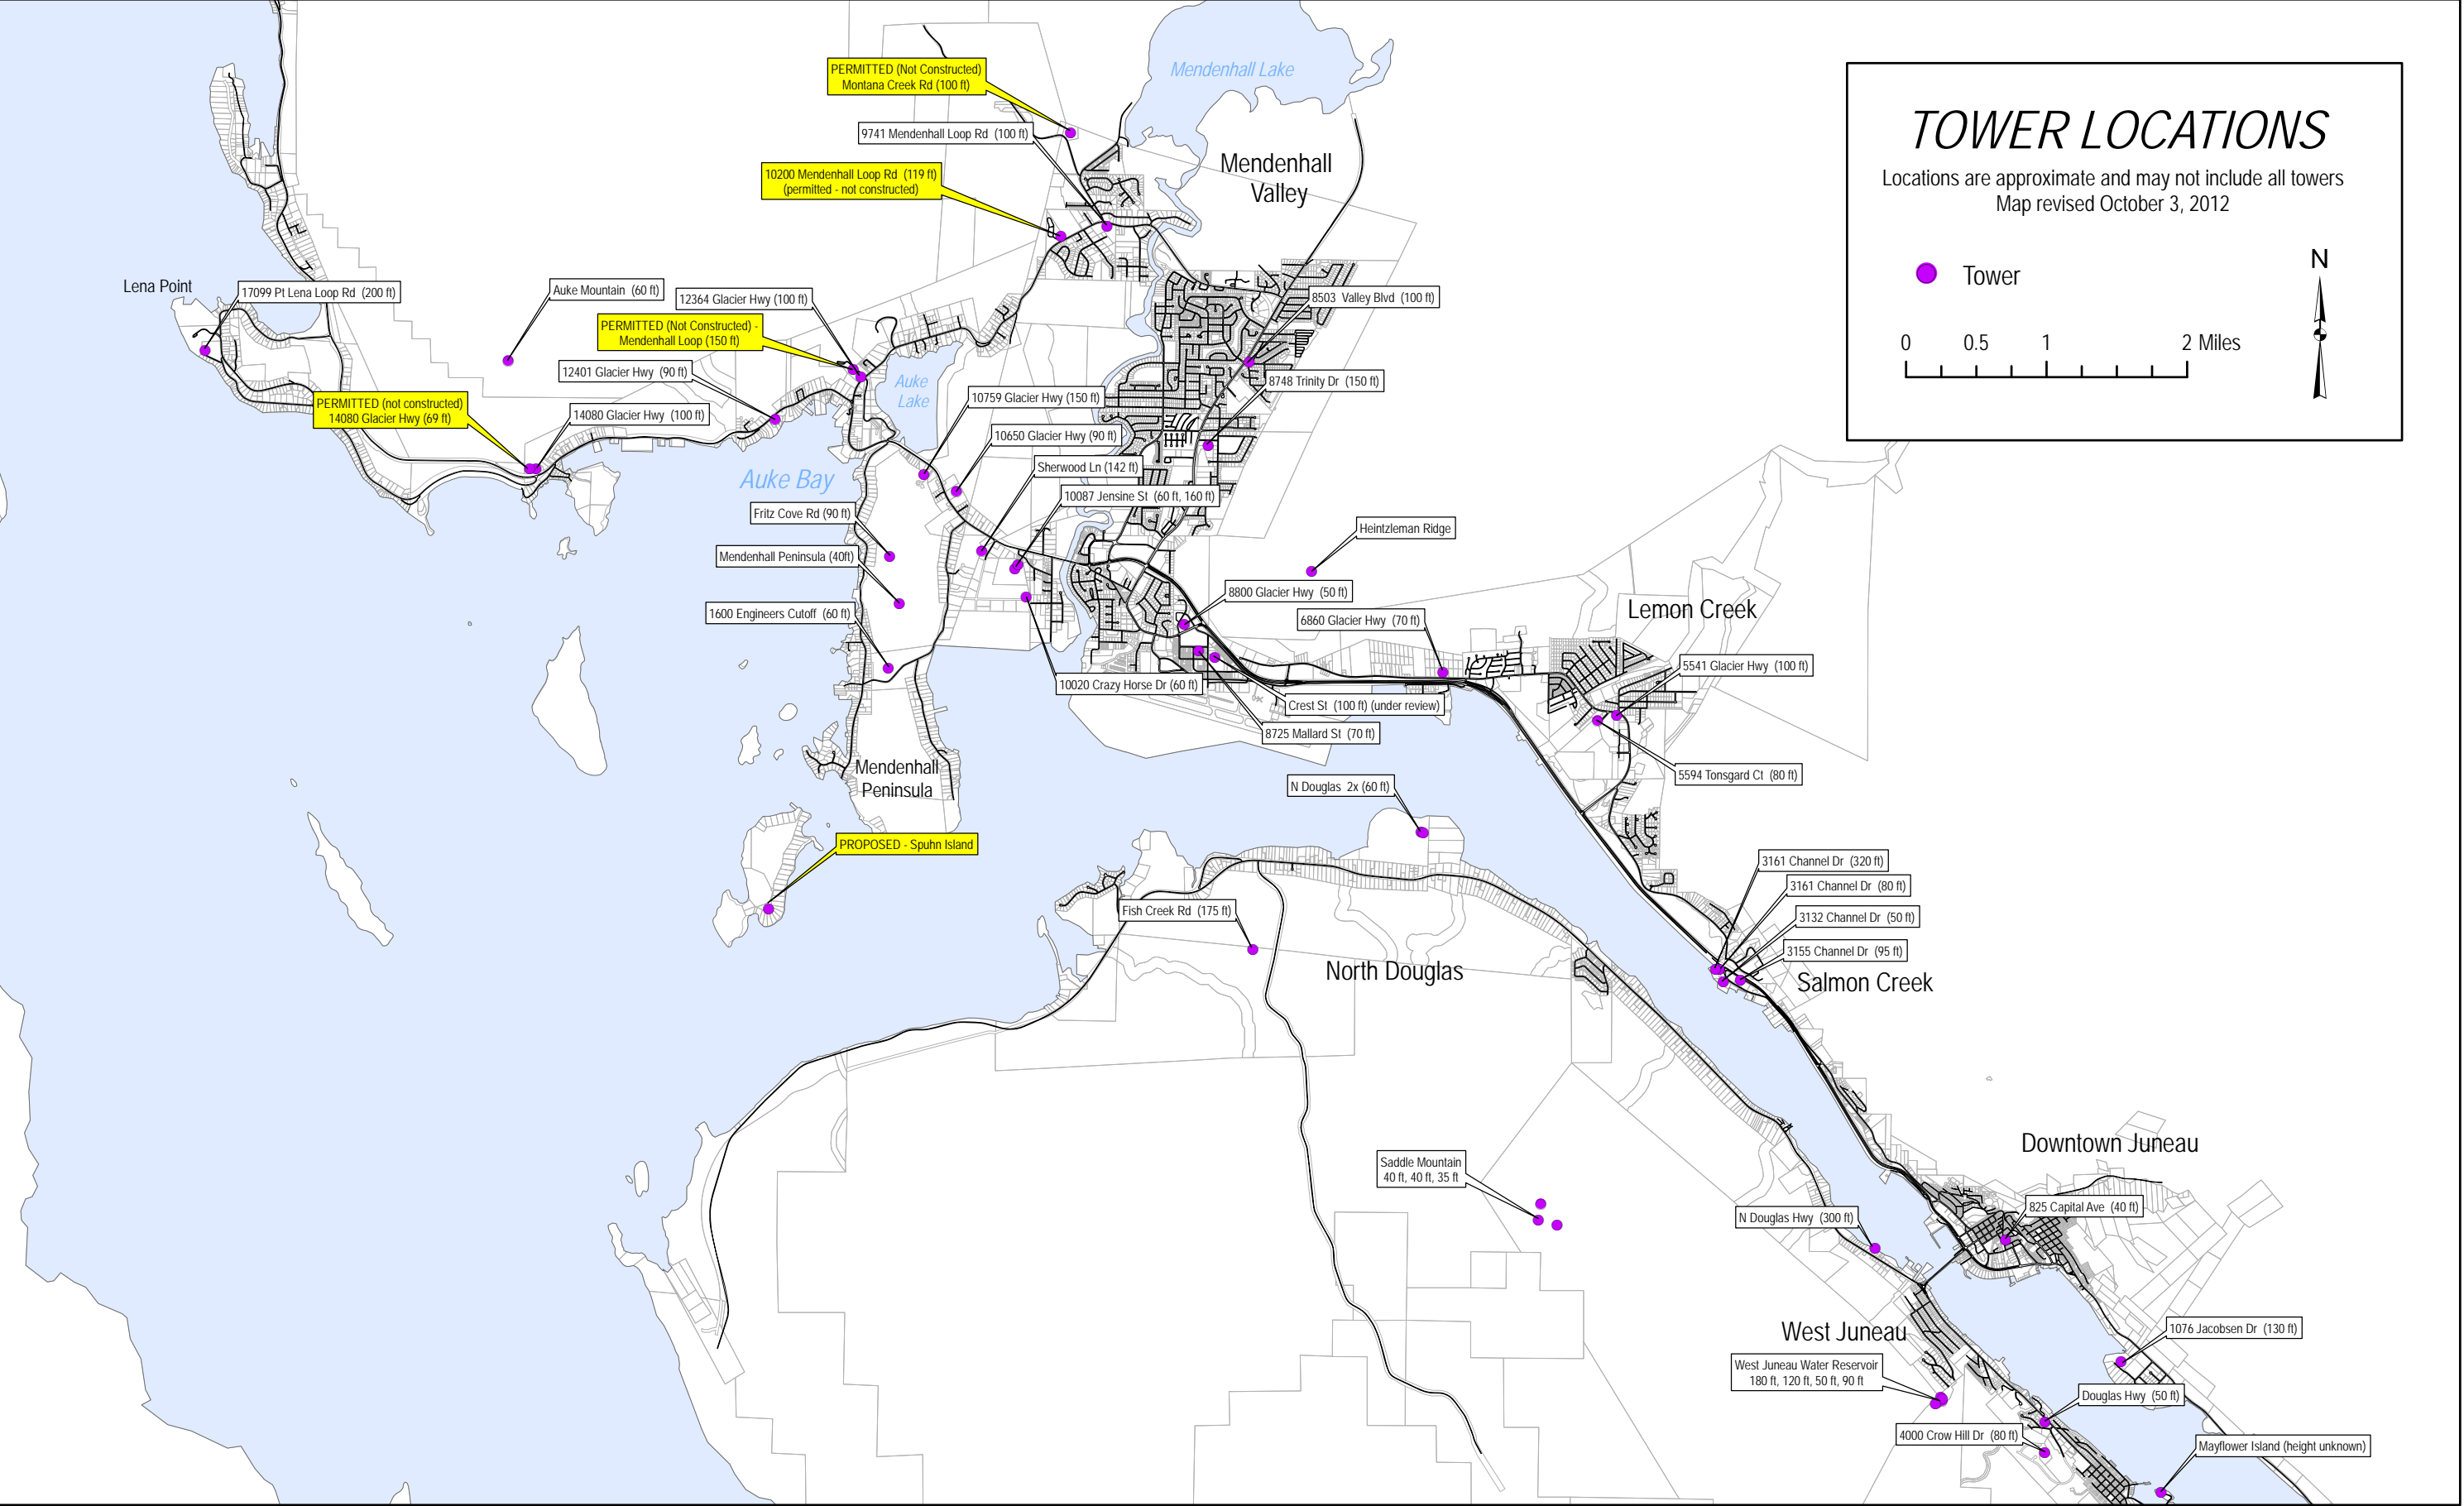 TOWER LOCATIONS
Locations are approximate and may not include all towers
Map revised October 3, 2012
N
Tower
0 0.5 1 2 Miles
Mendenhall Lake
PERMITTED (Not Constructed)
Montana Creek Rd (100 ft)
9741 Mendenhall Loop Rd (100 ft)
Mendenhall
Valley
10200 Mendenhall Loop Rd (119 ft)
(permitted - not constructed)
Lena Point
17099 Pt Lena Loop Rd (200 ft)
Auke Mountain (60 ft)
12364 Glacier Hwy (100 ft)
8503 Valley Blvd (100 ft)
PERMITTED (Not Constructed) -
Mendenhall Loop (150 ft)
12401 Glacier Hwy (90 ft)
Auke
Lake
8748 Trinity Dr (150 ft)
PERMITTED (not constructed)
14080 Glacier Hwy (69 ft)
14080 Glacier Hwy (100 ft)
10759 Glacier Hwy (150 ft)
10650 Glacier Hwy (90 ft)
Sherwood Ln (142 ft)
Auke Bay
10087 Jensine St (60 ft, 160 ft)
Fritz Cove Rd (90 ft)
Heintzleman Ridge
Mendenhall Peninsula (40ft)
8800 Glacier Hwy (50 ft)
1600 Engineers Cutoff (60 ft)
6860 Glacier Hwy (70 ft)
Lemon Creek
5541 Glacier Hwy (100 ft)
10020 Crazy Horse Dr (60 ft)
Crest St (100 ft) (under review)
8725 Mallard St (70 ft)
Mendenhall
Peninsula
5594 Tonsgard Ct (80 ft)
N Douglas 2x (60 ft)
PROPOSED - Spuhn Island
3161 Channel Dr (320 ft)
3161 Channel Dr (80 ft)
Fish Creek Rd (175 ft)
3132 Channel Dr (50 ft)
3155 Channel Dr (95 ft)
North Douglas
Salmon Creek
Downtown Juneau
Saddle Mountain
40 ft, 40 ft, 35 ft
825 Capital Ave (40 ft)
N Douglas Hwy (300 ft)
West Juneau
1076 Jacobsen Dr (130 ft)
West Juneau Water Reservoir
180 ft, 120 ft, 50 ft, 90 ft
Douglas Hwy (50 ft)
4000 Crow Hill Dr (80 ft)
Mayflower Island (height unknown)